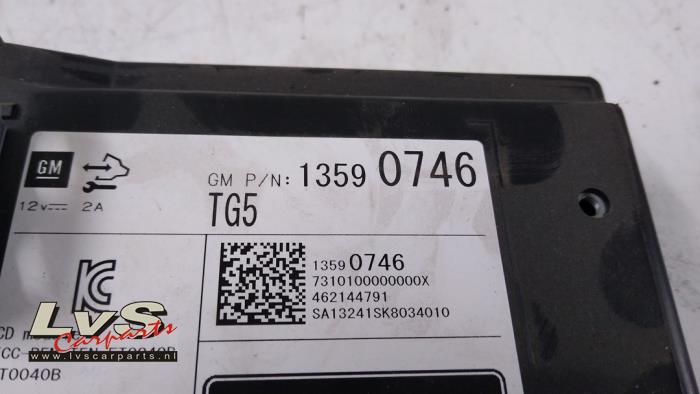 GM
GM P/N: 1359 0746
12V 2A
TG5
1359 0746
7310100000000X
462144791
SA13241SK8034010
LVS
Carparts
www.lvscarparts.nl
T0040B